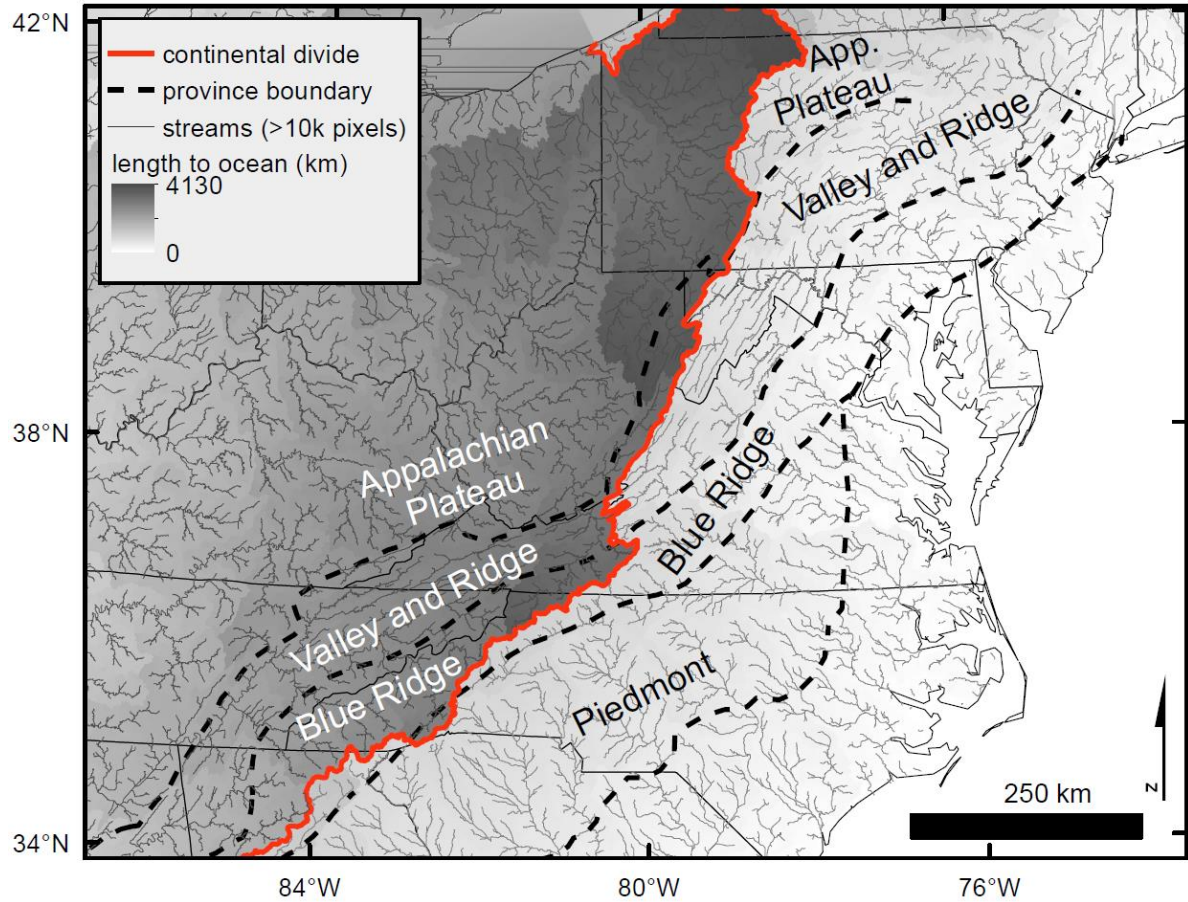 42°N
38°N
34°N
continental divide
province boundary
streams (>10k pixels)
length to ocean (km)
4130
0
App.
Plateau
Valley and Ridge
Appalachian
Plateau
Blue Ridge
Valley and Ridge
Blue Ridge
Piedmont
N
250 km
84°W
80°W
76°W